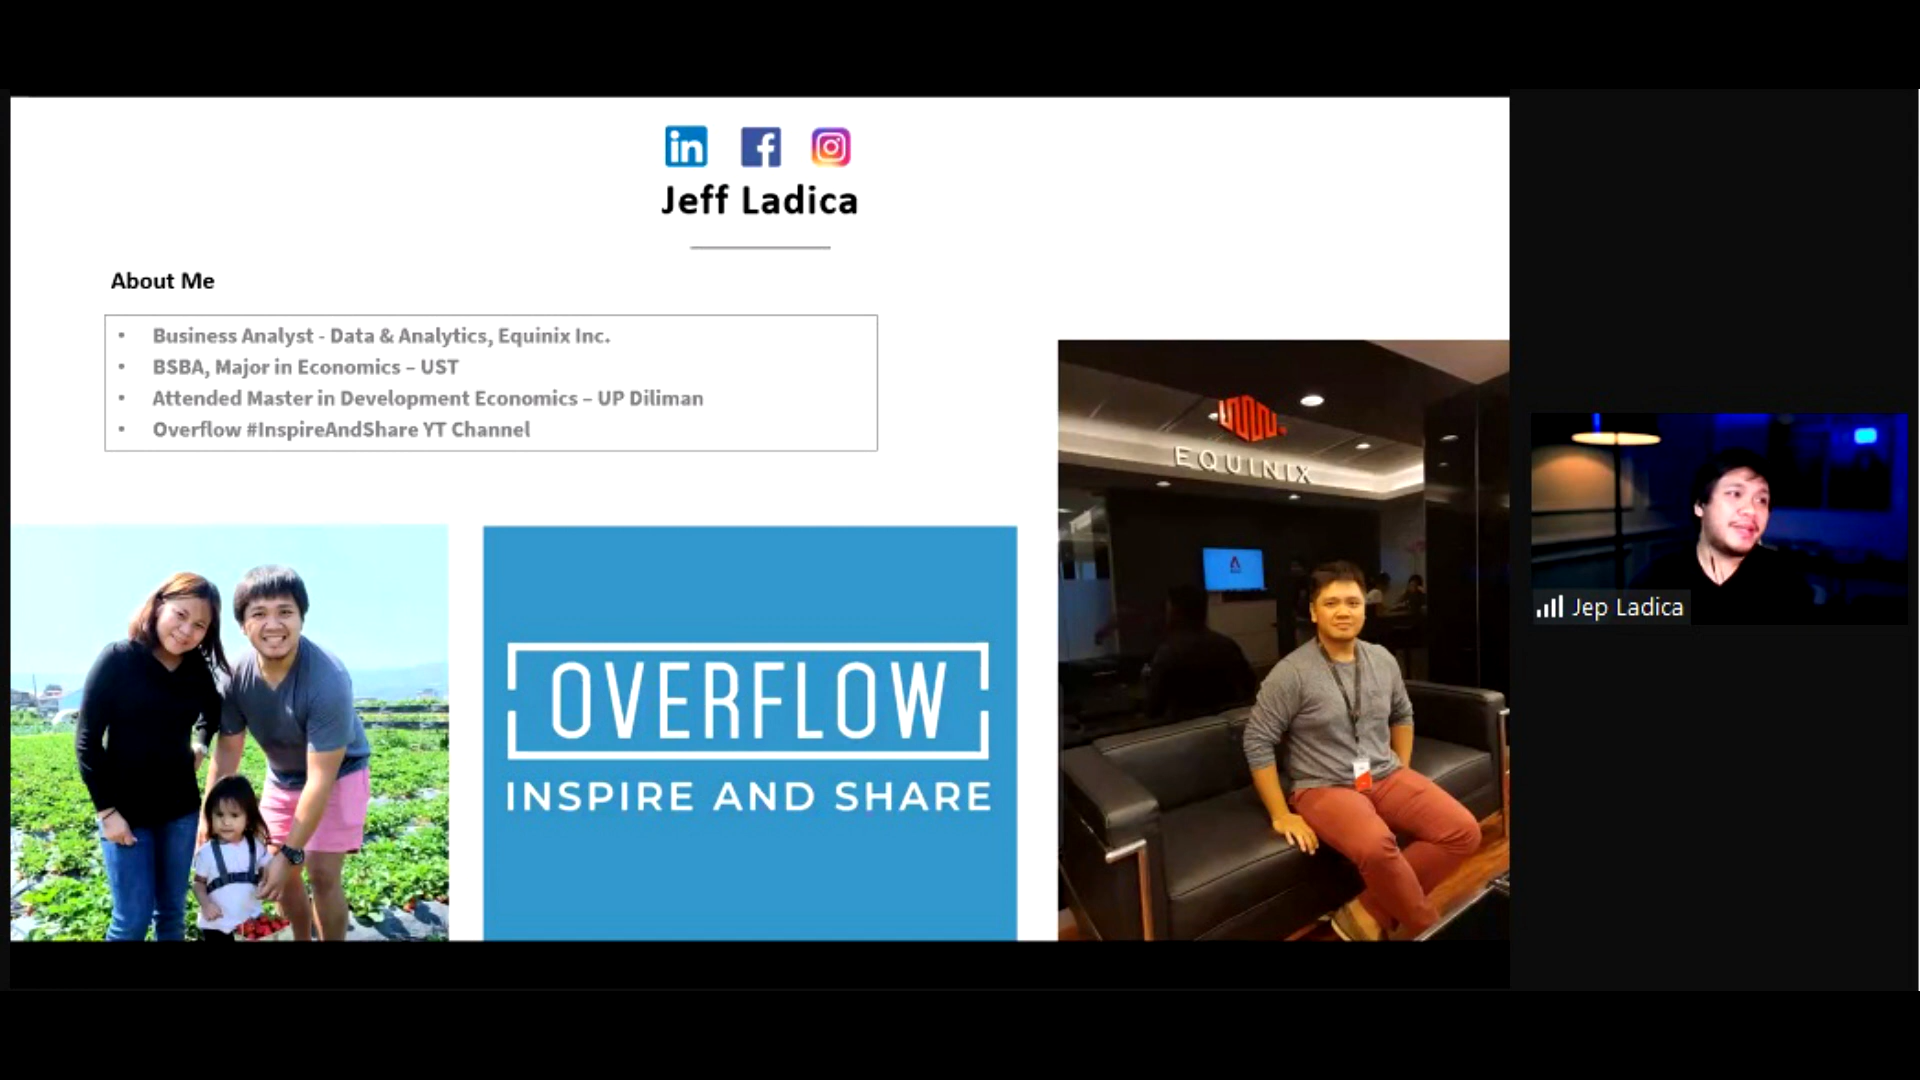 Jeff Ladica
About Me
• Business Analyst - Data & Analytics, Equinix Inc.
• BSBA, Major in Economics – UST
• Attended Master in Development Economics – UP Diliman
• Overflow #InspireAndShare YT Channel
EQUINIX
OVERFLOW
INSPIRE AND SHARE
Jep Ladica